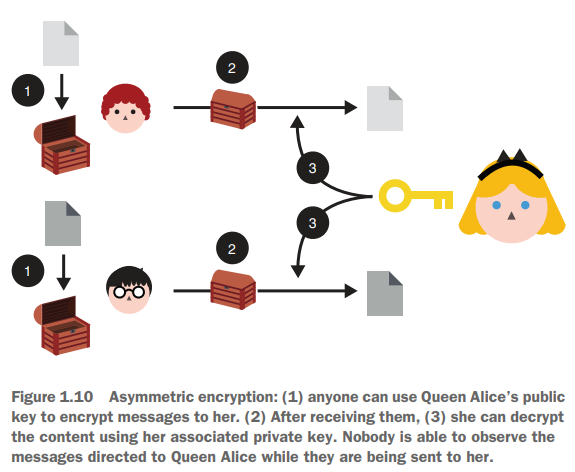 1
2
3
3
1
2
Figure 1.10 Asymmetric encryption: (1) anyone can use Queen Alice's public
key to encrypt messages to her. (2) After receiving them, (3) she can decrypt
the content using her associated private key. Nobody is able to observe the
messages directed to Queen Alice while they are being sent to her.